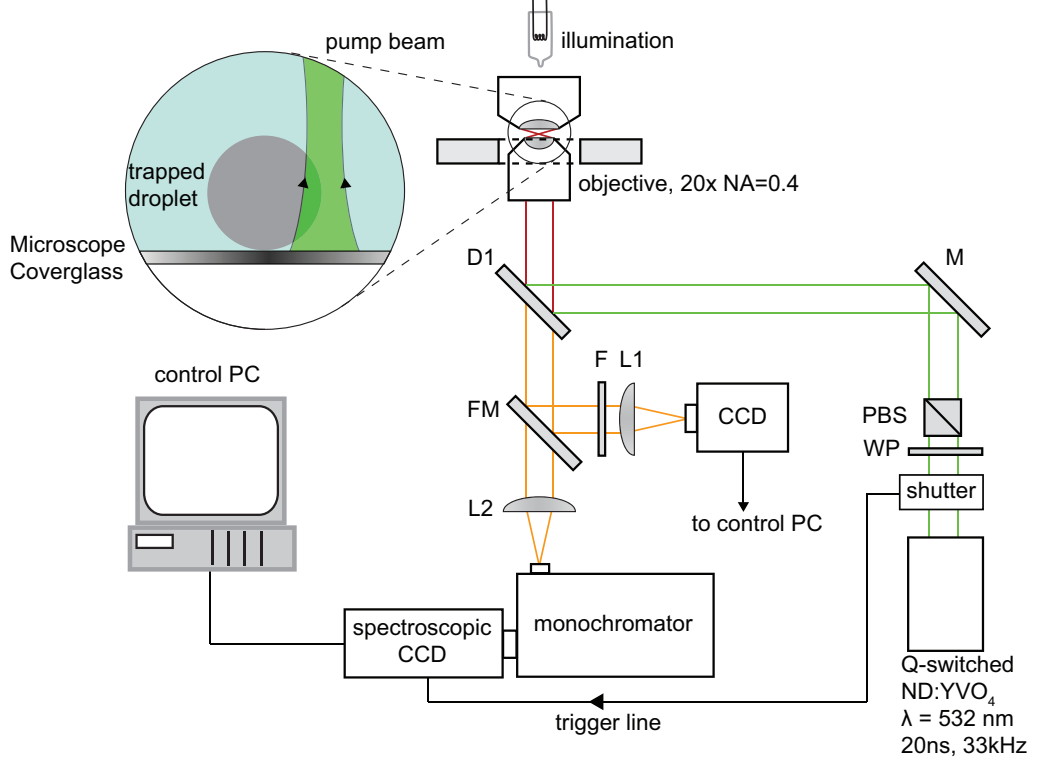 pump beam
illumination
trapped
droplet
objective, 20x NA=0.4
Microscope
Coverglass
D1
M
control PC
F L1
FM
CCD
PBS
WP
shutter
L2
to control PC
spectroscopic
CCD
monochromator
Q-switched
ND:YVO₄
λ = 532 nm
20ns, 33kHz
trigger line